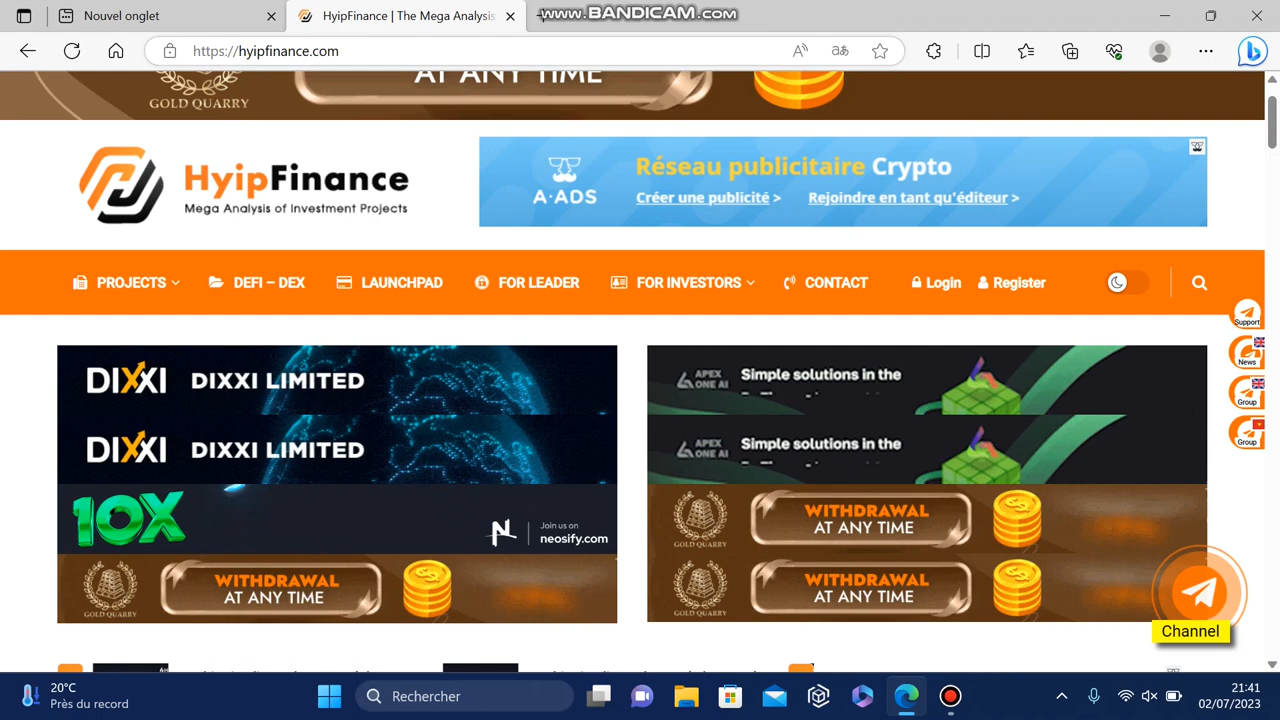 www.BANDICAM.com
Nouvel onglet
HyipFinance | The Mega Analysis
https://hyipfinance.com
GOLD QUARRY
AT ANY TIME
HyipFinance
Mega Analysis of Investment Projects
A-ADS
Réseau publicitaire Crypto
Créer une publicité >
Rejoindre en tant qu'éditeur >
PROJECTS
DEFI – DEX
LAUNCHPAD
FOR LEADER
FOR INVESTORS
CONTACT
Login
Register
Support
News
Group
Group
DIXXI
DIXXI LIMITED
DIXXI
DIXXI LIMITED
10X
N
Join us on
neosify.com
GOLD QUARRY
WITHDRAWAL
AT ANY TIME
APEX
ONE AI
Simple solutions in the
APEX
ONE AI
Simple solutions in the
GOLD QUARRY
WITHDRAWAL
AT ANY TIME
GOLD QUARRY
WITHDRAWAL
AT ANY TIME
Channel
20°C
Près du record
Rechercher
21:41
02/07/2023